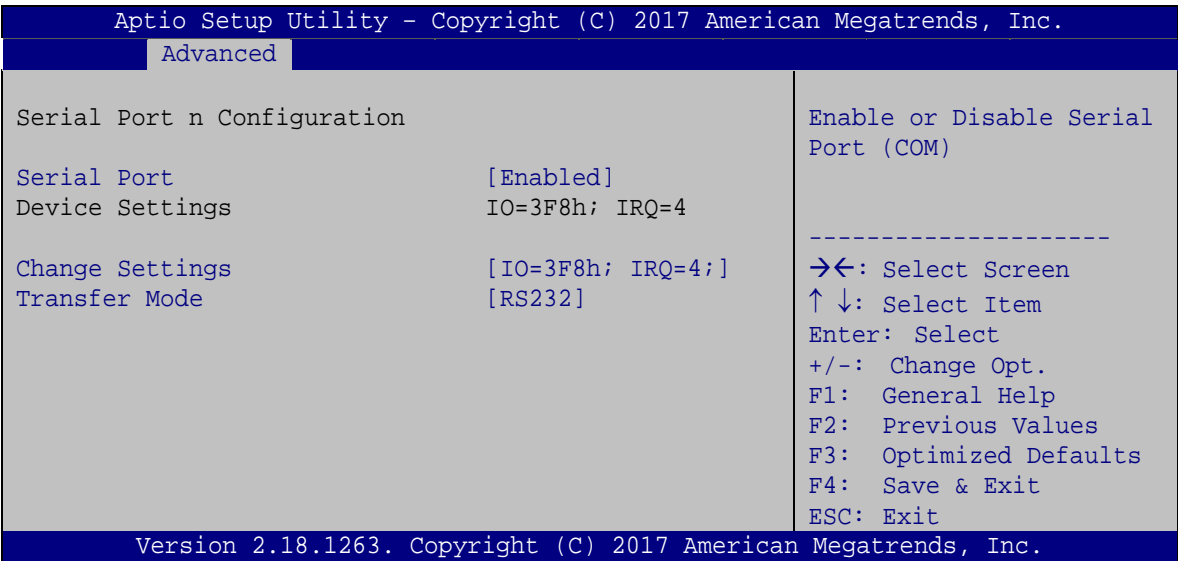 Aptio Setup Utility – Copyright (C) 2017 American Megatrends, Inc.
Advanced
Serial Port n Configuration
Serial Port [Enabled]
Device Settings IO=3F8h; IRQ=4
Change Settings [IO=3F8h; IRQ=4;]
Transfer Mode [RS232]
Enable or Disable Serial
Port (COM)
---------------------
→←: Select Screen
↑ ↓: Select Item
Enter: Select
+/-: Change Opt.
F1: General Help
F2: Previous Values
F3: Optimized Defaults
F4: Save & Exit
ESC: Exit
Version 2.18.1263. Copyright (C) 2017 American Megatrends, Inc.